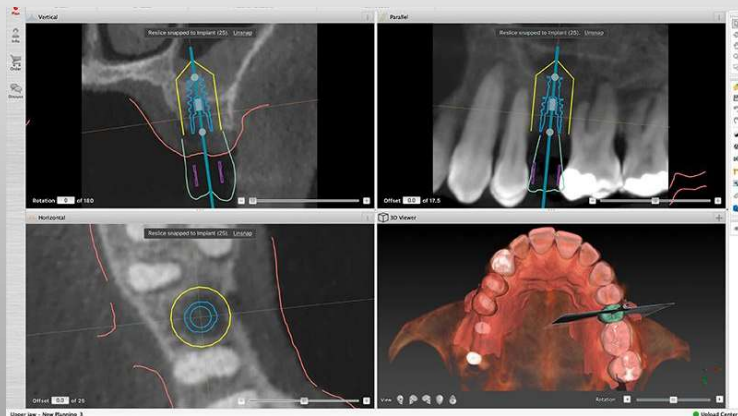 Vertical
Reslice snapped to Implant (25). Unsnap
Rotation 0 of 180
Parallel
Reslice snapped to Implant (25). Unsnap
Offset 0.0 of 17.5
Info
Order
Horizontal
Reslice snapped to Implant (25). Unsnap
Offset 0.0 of 25
3D Viewer
View
Rotation
Upper jaw - New Planning 3
Upload Center